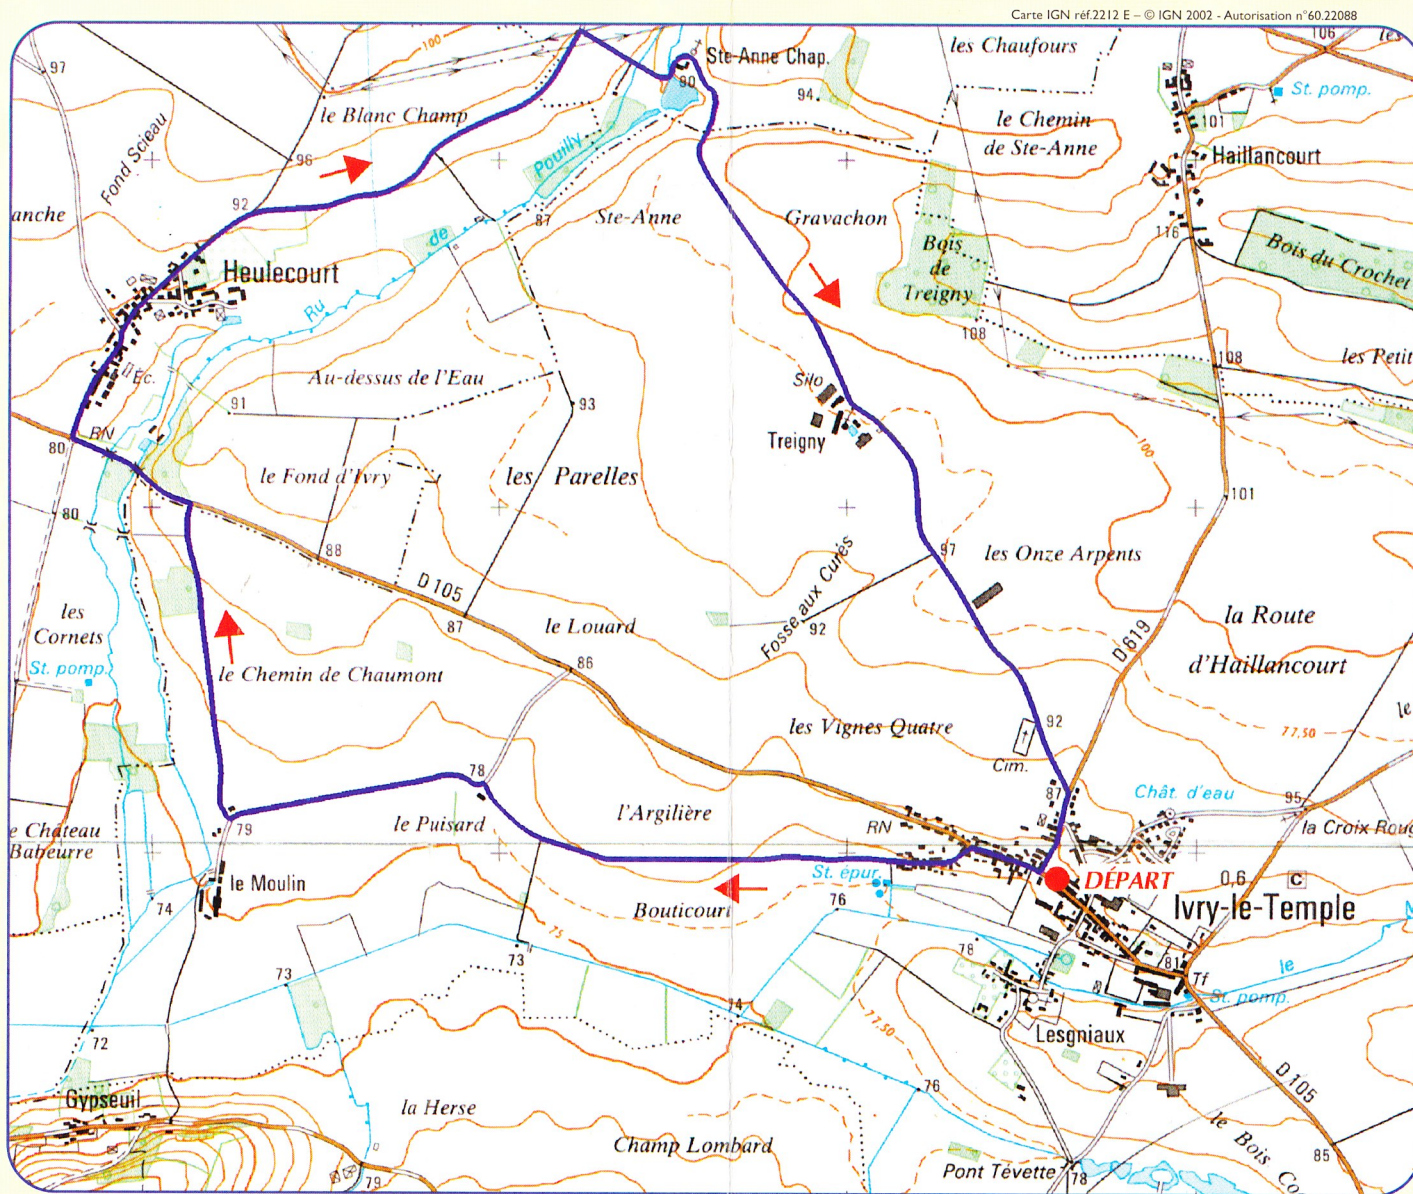 Carte IGN réf.2212 E – © IGN 2002 - Autorisation n°60.22088
97
100
Ste-Anne Chap.
90
94
les Chaufours
106
les
St. pomp.
le Blanc Champ
le Chemin
de Ste-Anne
101
Haillancourt
Fond Scieau
96
Pouilly
92
anche
87
Ste-Anne
Gravachon
116
Bois
de
Treigny
Bois du Crochet
de
Heulecourt
Ru
108
108
les Petit
Éc.
Au-dessus de l'Eau
Silo
91
93
Treigny
80
RN
100
le Fond d'Ivry
les Parelles
101
80
88
97
les Onze Arpents
D 105
Fosse aux Curés
les
Cornets
87
le Louard
92
la Route
d'Haillancourt
D 619
St. pomp.
le Chemin de Chaumont
86
le
les Vignes Quatre
92
77,50
Cim.
78
87
Chât. d'eau
95
l'Argilière
RN
la Croix Roug
79
le Puisard
e Château
Babeurre
le Moulin
St. épur.
DÉPART
0,6
C
Ivry-le-Temple
74
Bouticourt
76
75
78
73
73
81
Tf
le
St. pomp.
74
77,50
Lesgniaux
72
Gypseuil
76
D 105
la Herse
le Bois Co
Champ Lombard
Pont Tévette
78
85
79